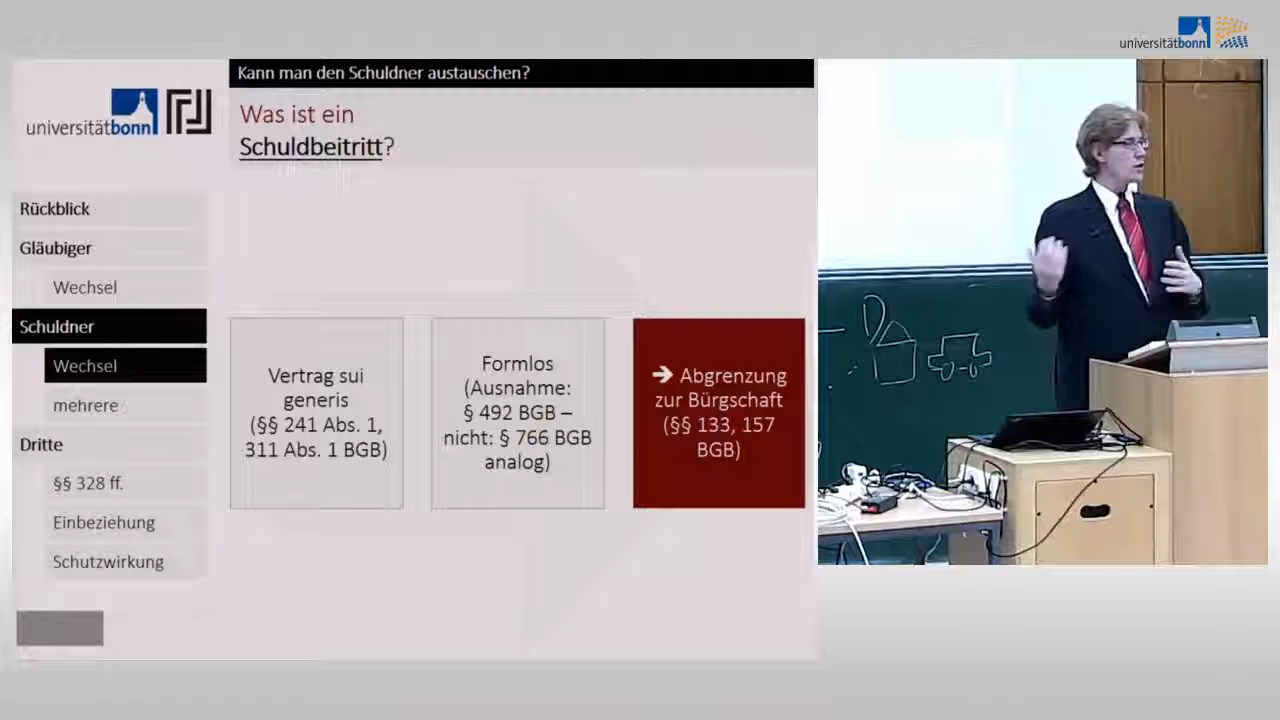 universitätbonn
Kann man den Schuldner austauschen?
universitätbonn
Was ist ein
Schuldbeitritt?
Rückblick
Gläubiger
Wechsel
Schuldner
Wechsel
mehrere
Dritte
§§ 328 ff.
Einbeziehung
Schutzwirkung
Vertrag sui
generis
(§§ 241 Abs. 1,
311 Abs. 1 BGB)
Formlos
(Ausnahme:
§ 492 BGB –
nicht: § 766 BGB
analog)
➔ Abgrenzung
zur Bürgschaft
(§§ 133, 157
BGB)
D